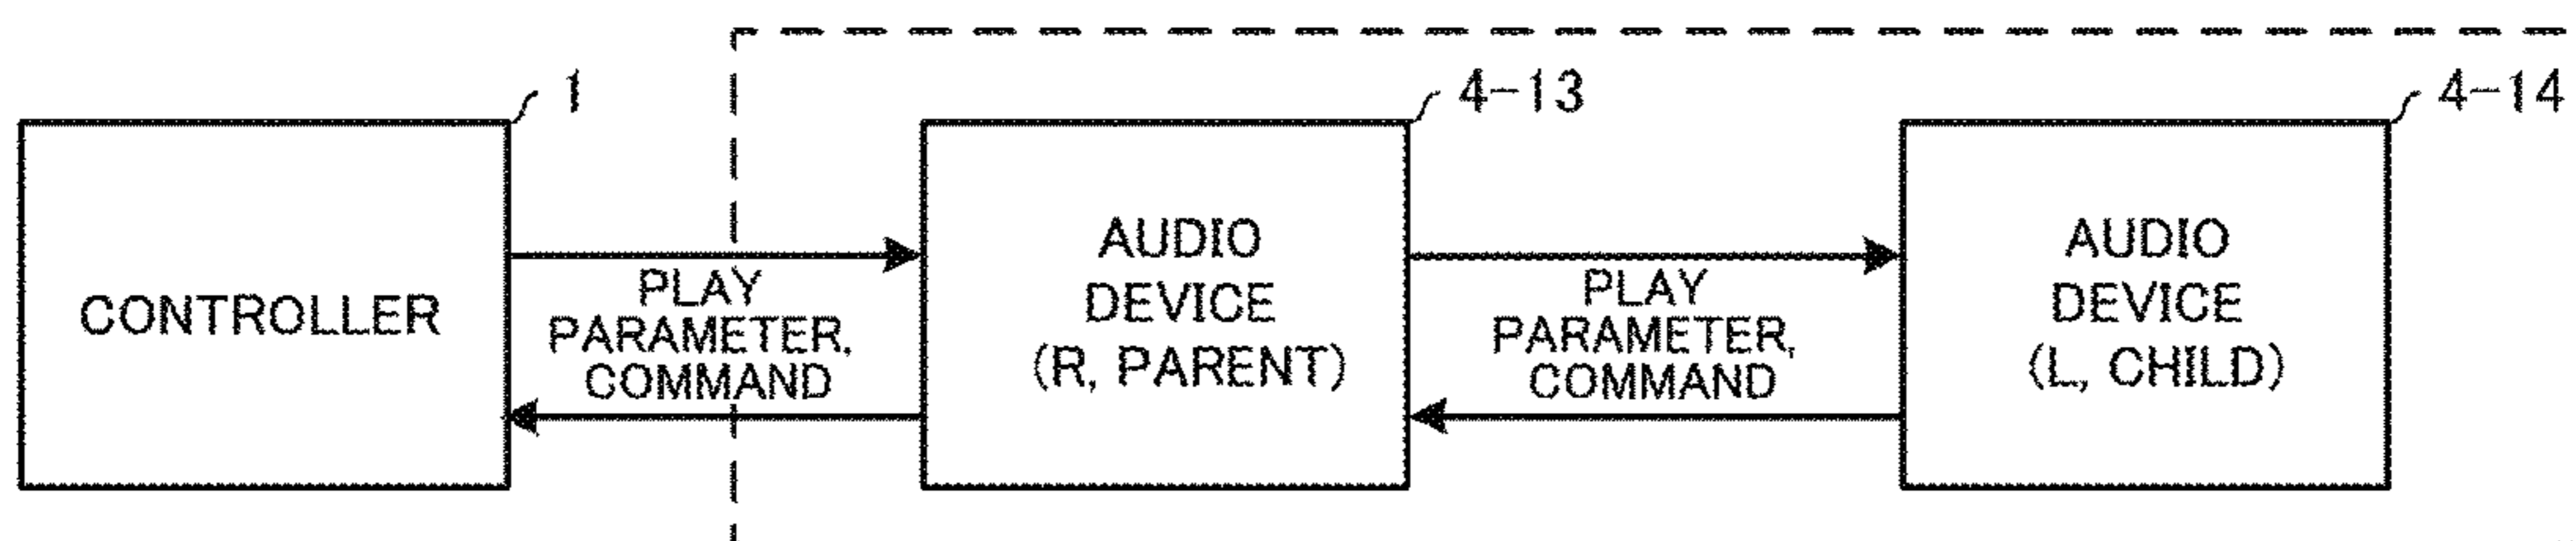 1
4-13
4-14
CONTROLLER
PLAY
PARAMETER,
COMMAND
AUDIO
DEVICE
(R, PARENT)
PLAY
PARAMETER,
COMMAND
AUDIO
DEVICE
(L, CHILD)